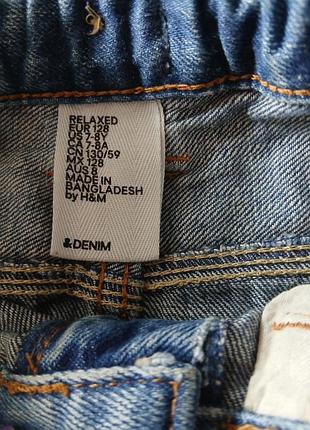 RELAXED
EUR 128
US 7-8Y
CA 7-8A
CN 130/59
MX 128
AUS 8
MADE IN
BANGLADESH
by H&M
&DENIM